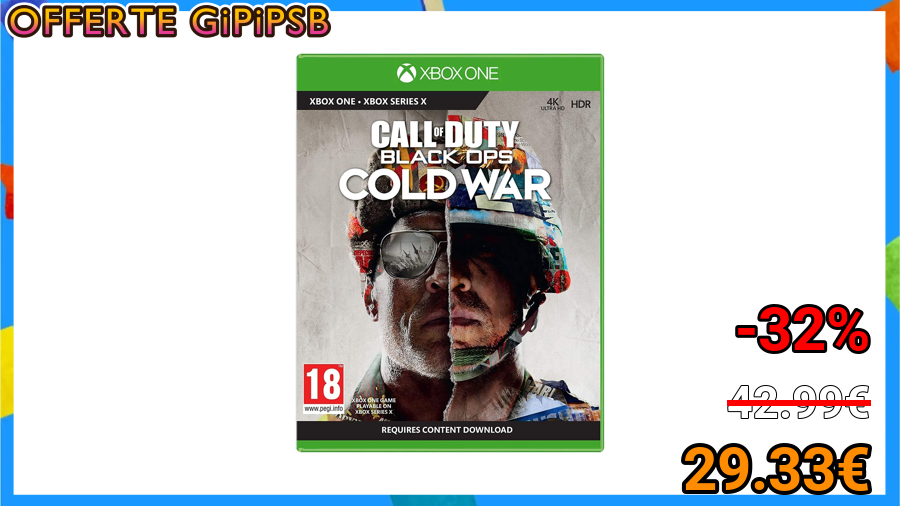 OFFERTE GiPiPSB
XBOX ONE
XBOX ONE • XBOX SERIES X
4K
ULTRA HD
HDR
CALL OF DUTY
BLACK OPS
COLD WAR
18
www.pegi.info
XBOX ONE GAME
PLAYABLE ON
XBOX SERIES X
REQUIRES CONTENT DOWNLOAD
-32%
42.99€
29.33€